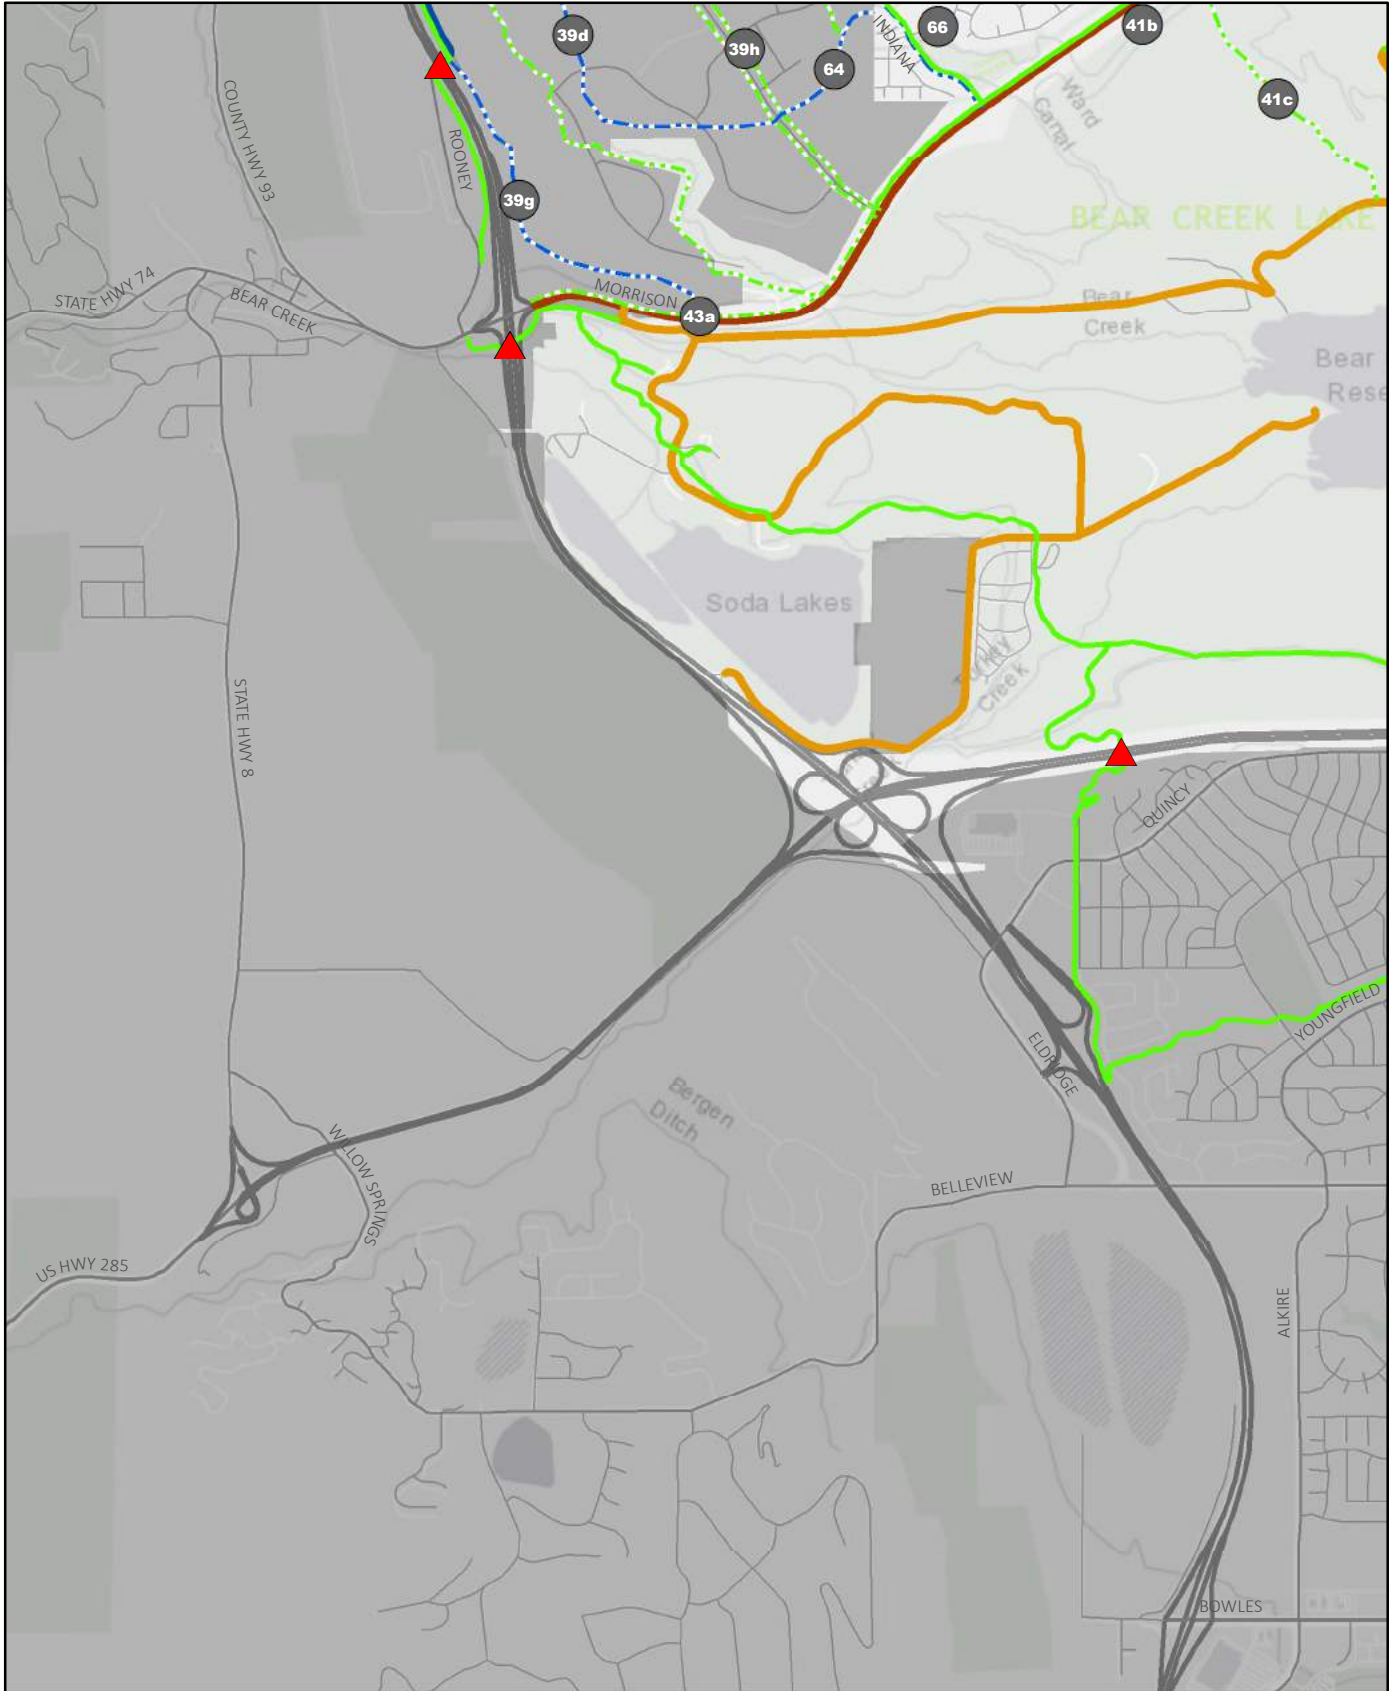 39d
39h
64
INDIANA
66
41b
41c
Ward
Canal
COUNTY HWY 93
ROONEY
39g
BEAR CREEK LAKE
STATE HWY 74
BEAR CREEK
MORRISON
43a
Bear
Creek
Bear
Rese
Soda Lakes
Turkey
Creek
STATE HWY 8
QUINCY
YOUNGFIELD
ELDRIDGE
Bergen
Ditch
WILLOW SPRINGS
BELLEVIEW
US HWY 285
ALKIRE
BOWLES